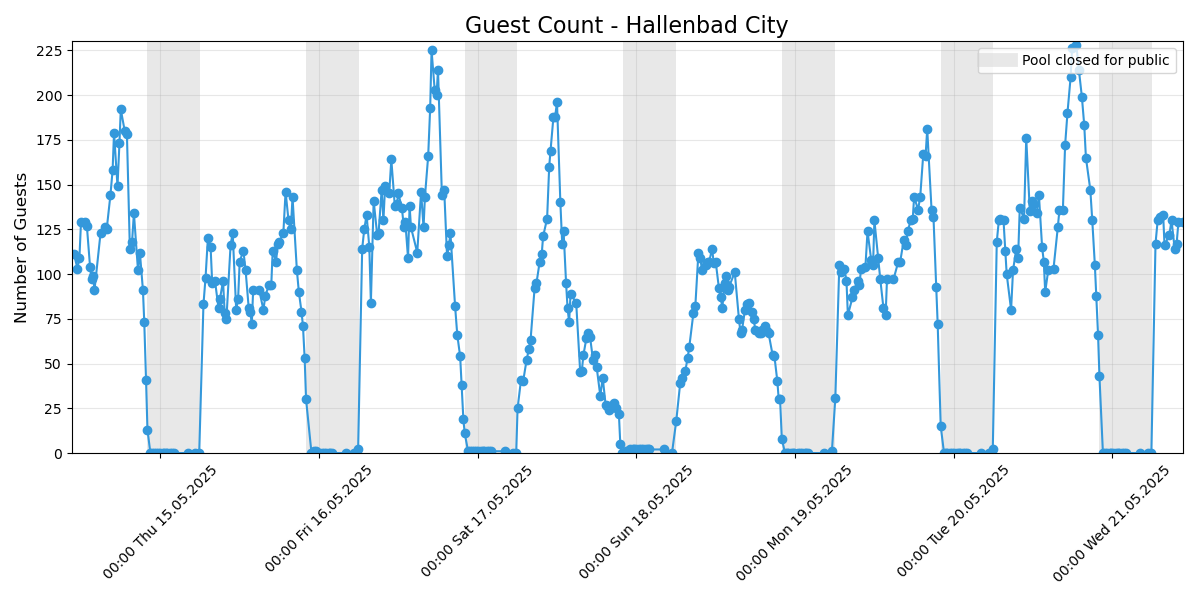 Guest Count - Hallenbad City
Pool closed for public
Number of Guests
225
200
175
150
125
100
75
50
25
0
00:00 Thu 15.05.2025
00:00 Fri 16.05.2025
00:00 Sat 17.05.2025
00:00 Sun 18.05.2025
00:00 Mon 19.05.2025
00:00 Tue 20.05.2025
00:00 Wed 21.05.2025